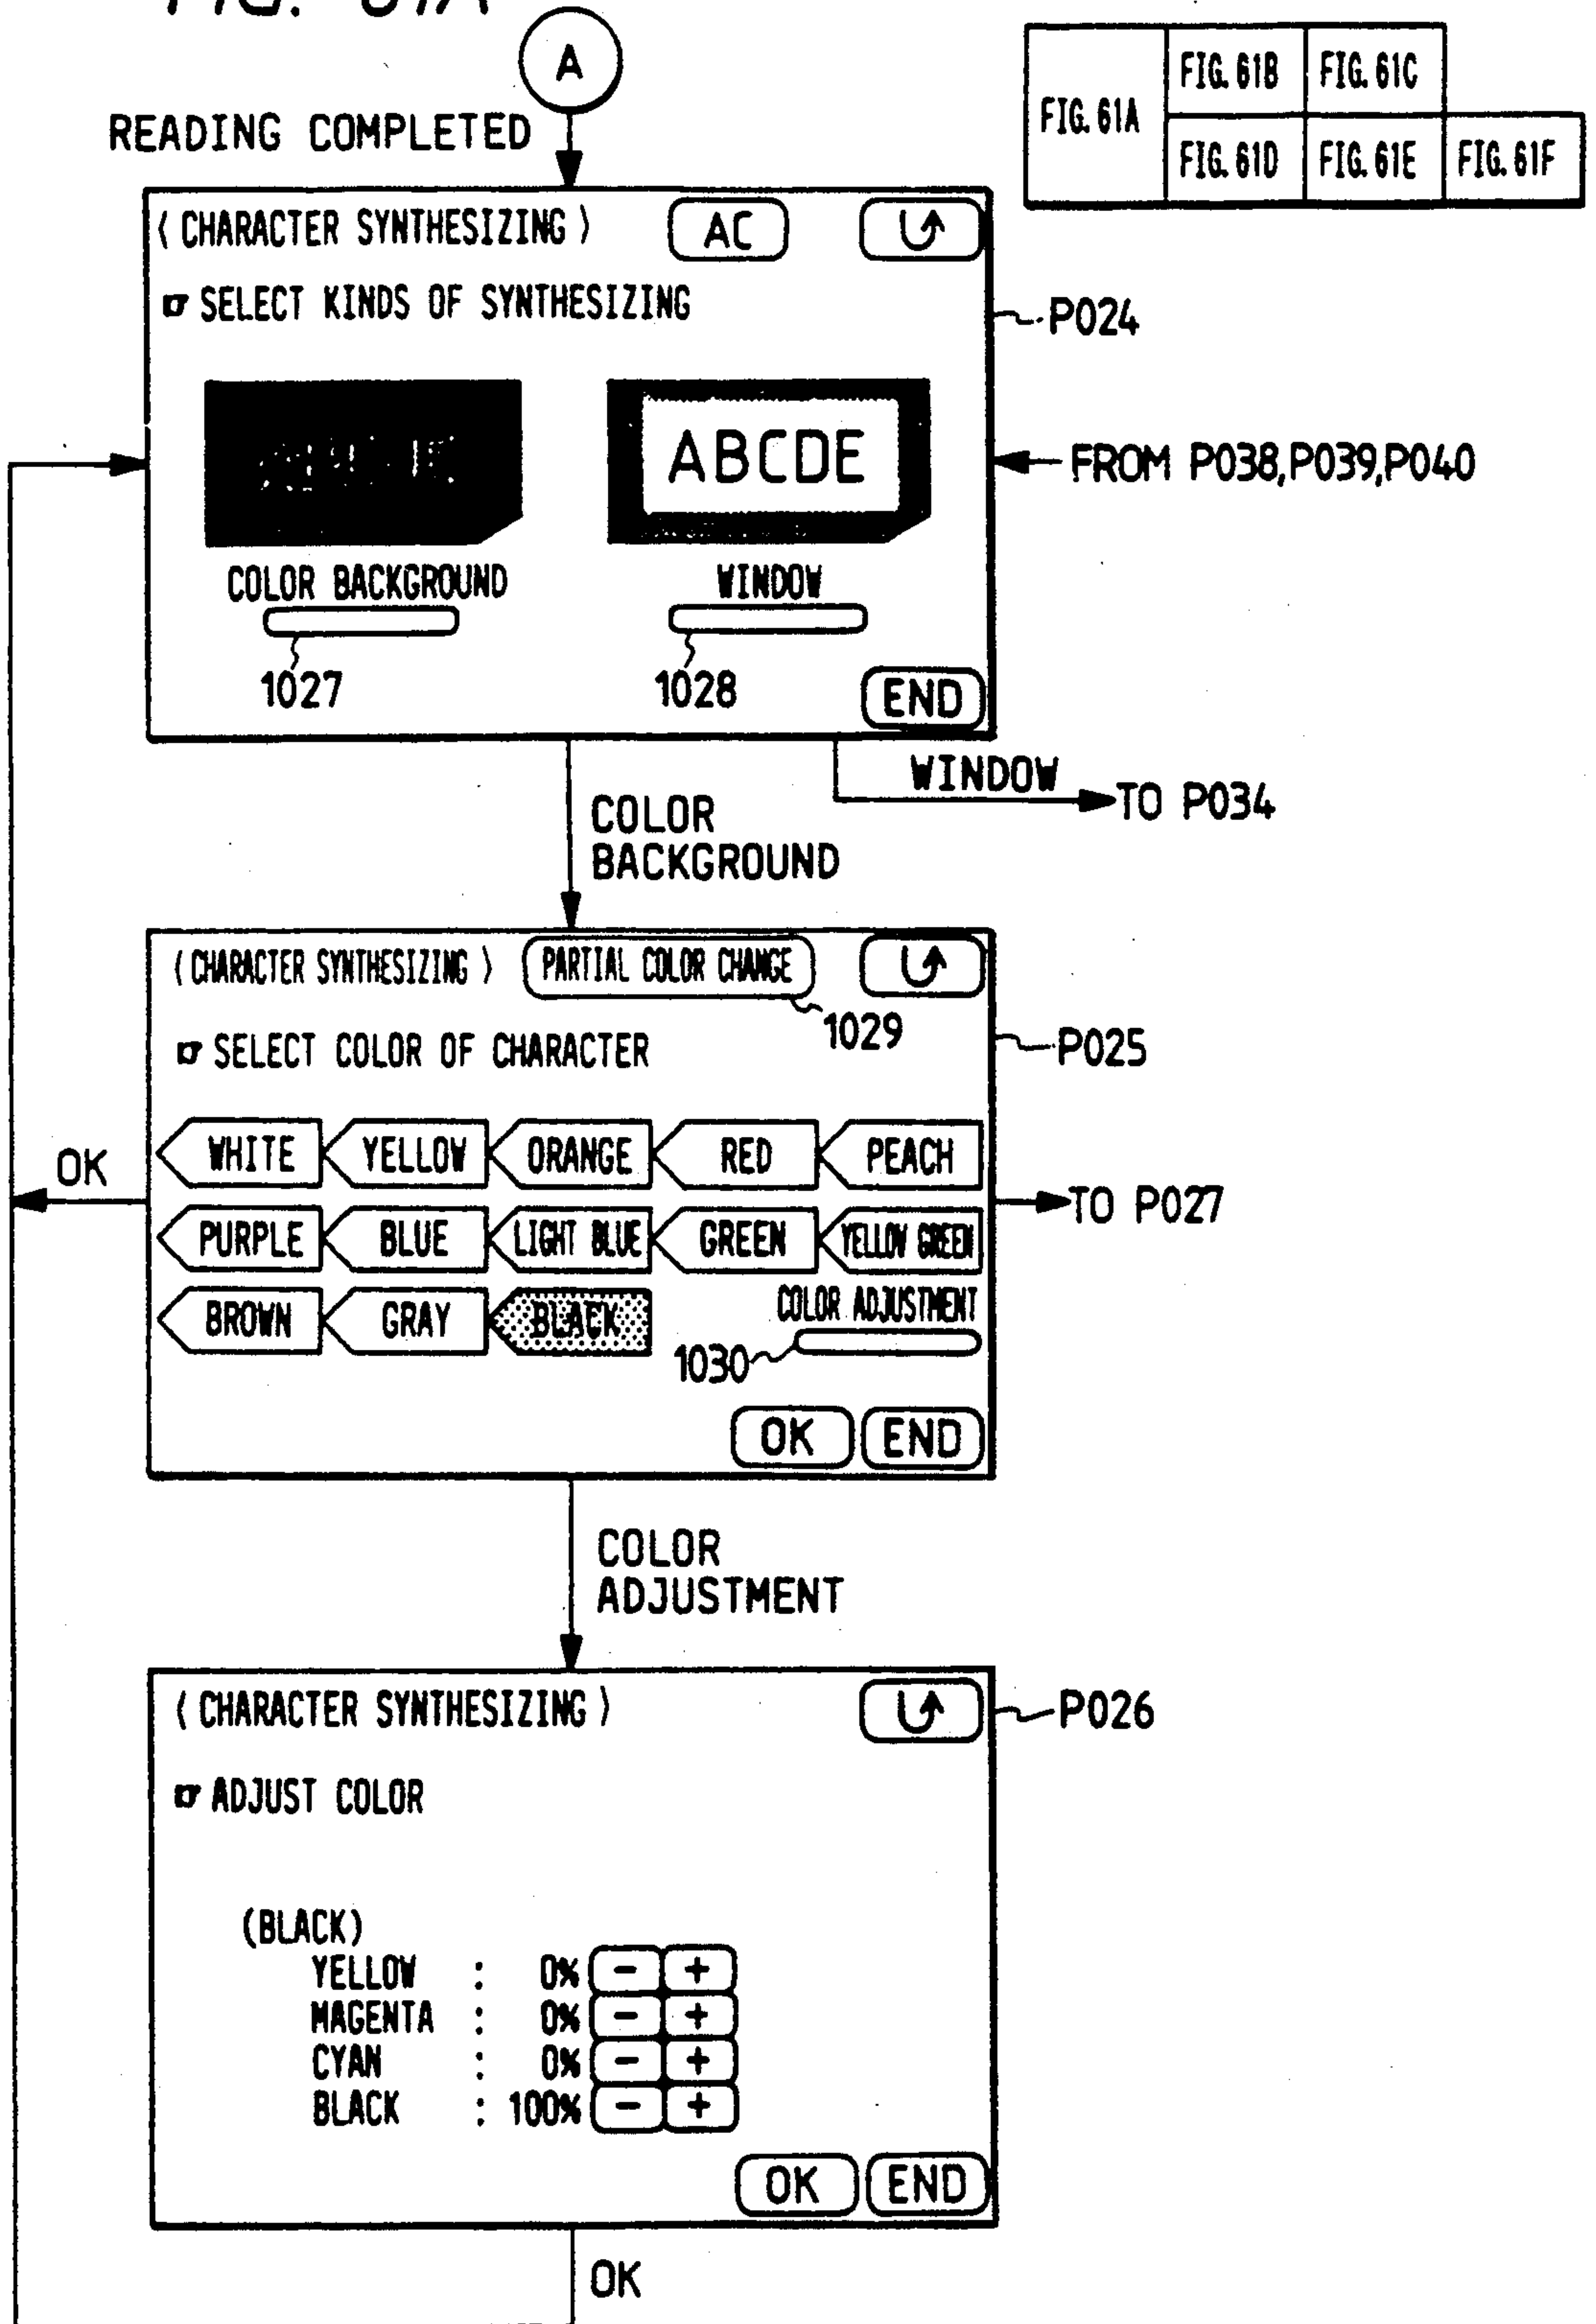 FIG. 61A
A
READING COMPLETED
FIG. 61A
FIG. 61B
FIG. 61C
FIG. 61D
FIG. 61E
FIG. 61F
⟨ CHARACTER SYNTHESIZING ⟩
AC
☞ SELECT KINDS OF SYNTHESIZING
P024
ABCDE
FROM P038,P039,P040
COLOR BACKGROUND
WINDOW
1027
1028
END
WINDOW
TO P034
COLOR
BACKGROUND
⟨ CHARACTER SYNTHESIZING ⟩
PARTIAL COLOR CHANGE
1029
☞ SELECT COLOR OF CHARACTER
P025
WHITE
YELLOW
ORANGE
RED
PEACH
OK
TO P027
PURPLE
BLUE
LIGHT BLUE
GREEN
YELLOW GREEN
BROWN
GRAY
BLACK
COLOR ADJUSTMENT
1030
OK
END
COLOR
ADJUSTMENT
⟨ CHARACTER SYNTHESIZING ⟩
P026
☞ ADJUST COLOR
(BLACK)
YELLOW : 0% - +
MAGENTA : 0% - +
CYAN : 0% - +
BLACK : 100% - +
OK
END
OK